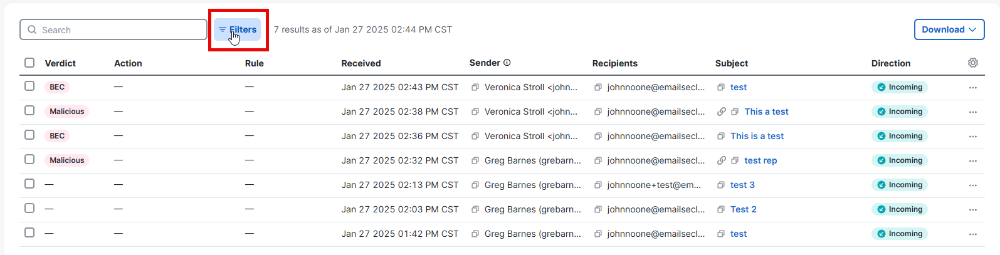 Search Filters 7 results as of Jan 27 2025 02:44 PM CST Download
Verdict Action Rule Received Sender Recipients Subject Direction
BEC — — Jan 27 2025 02:43 PM CST Veronica Stroll <john... johnnoone@emailsecl... test Incoming ...
Malicious — — Jan 27 2025 02:38 PM CST Veronica Stroll <john... johnnoone@emailsecl... This a test Incoming ...
BEC — — Jan 27 2025 02:36 PM CST Veronica Stroll <john... johnnoone@emailsecl... This is a test Incoming ...
Malicious — — Jan 27 2025 02:32 PM CST Greg Barnes (grebarn... johnnoone@emailsecl... test rep Incoming ...
— — — Jan 27 2025 02:13 PM CST Greg Barnes (grebarn... johnnoone+test@em... test 3 Incoming ...
— — — Jan 27 2025 02:03 PM CST Greg Barnes (grebarn... johnnoone@emailsecl... Test 2 Incoming ...
— — — Jan 27 2025 01:42 PM CST Greg Barnes (grebarn... johnnoone@emailsecl... test Incoming ...